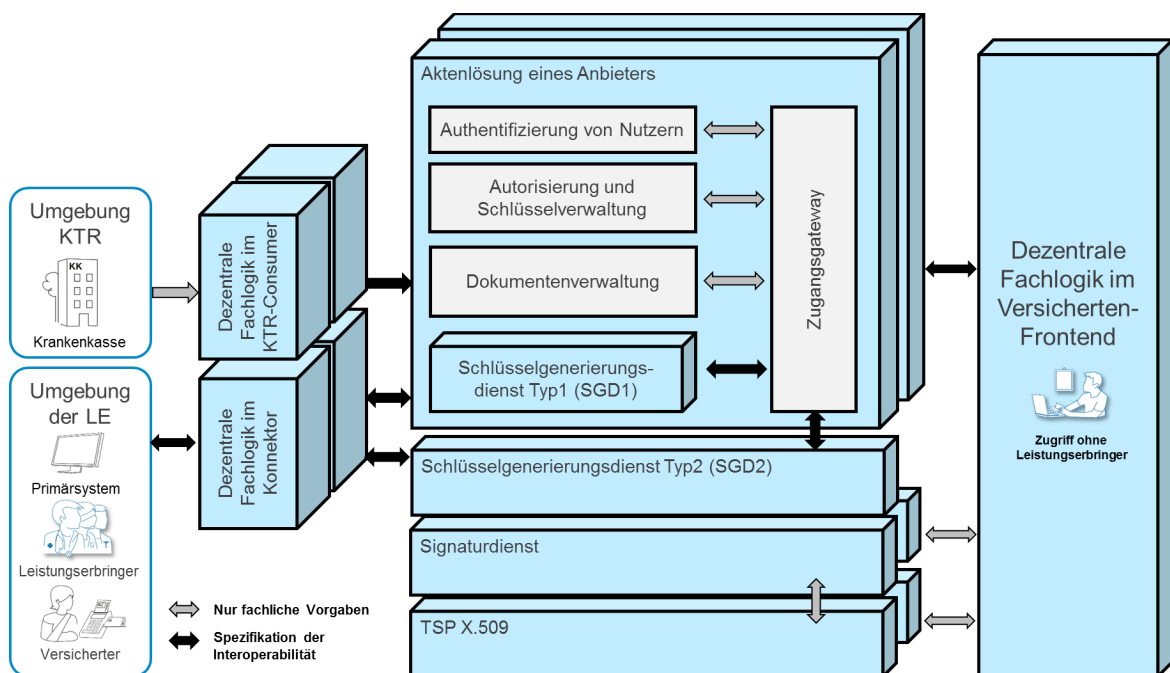 Umgebung
KTR
KK
Krankenkasse
Umgebung
der LE
Primärsystem
Leistungserbringer
Versicherter
Dezentrale
Fachlogik im
KTR-Consumer
Dezentrale
Fachlogik im
Konnektor
Nur fachliche Vorgaben
Spezifikation der
Interoperabilität
Aktenlösung eines Anbieters
Authentifizierung von Nutzern
Autorisierung und
Schlüsselverwaltung
Dokumentenverwaltung
Schlüsselgenerierungs-
dienst Typ1 (SGD1)
Zugangsgateway
Schlüsselgenerierungsdienst Typ2 (SGD2)
Signaturdienst
TSP X.509
Dezentrale
Fachlogik im
Versicherten-
Frontend
Zugriff ohne
Leistungserbringer